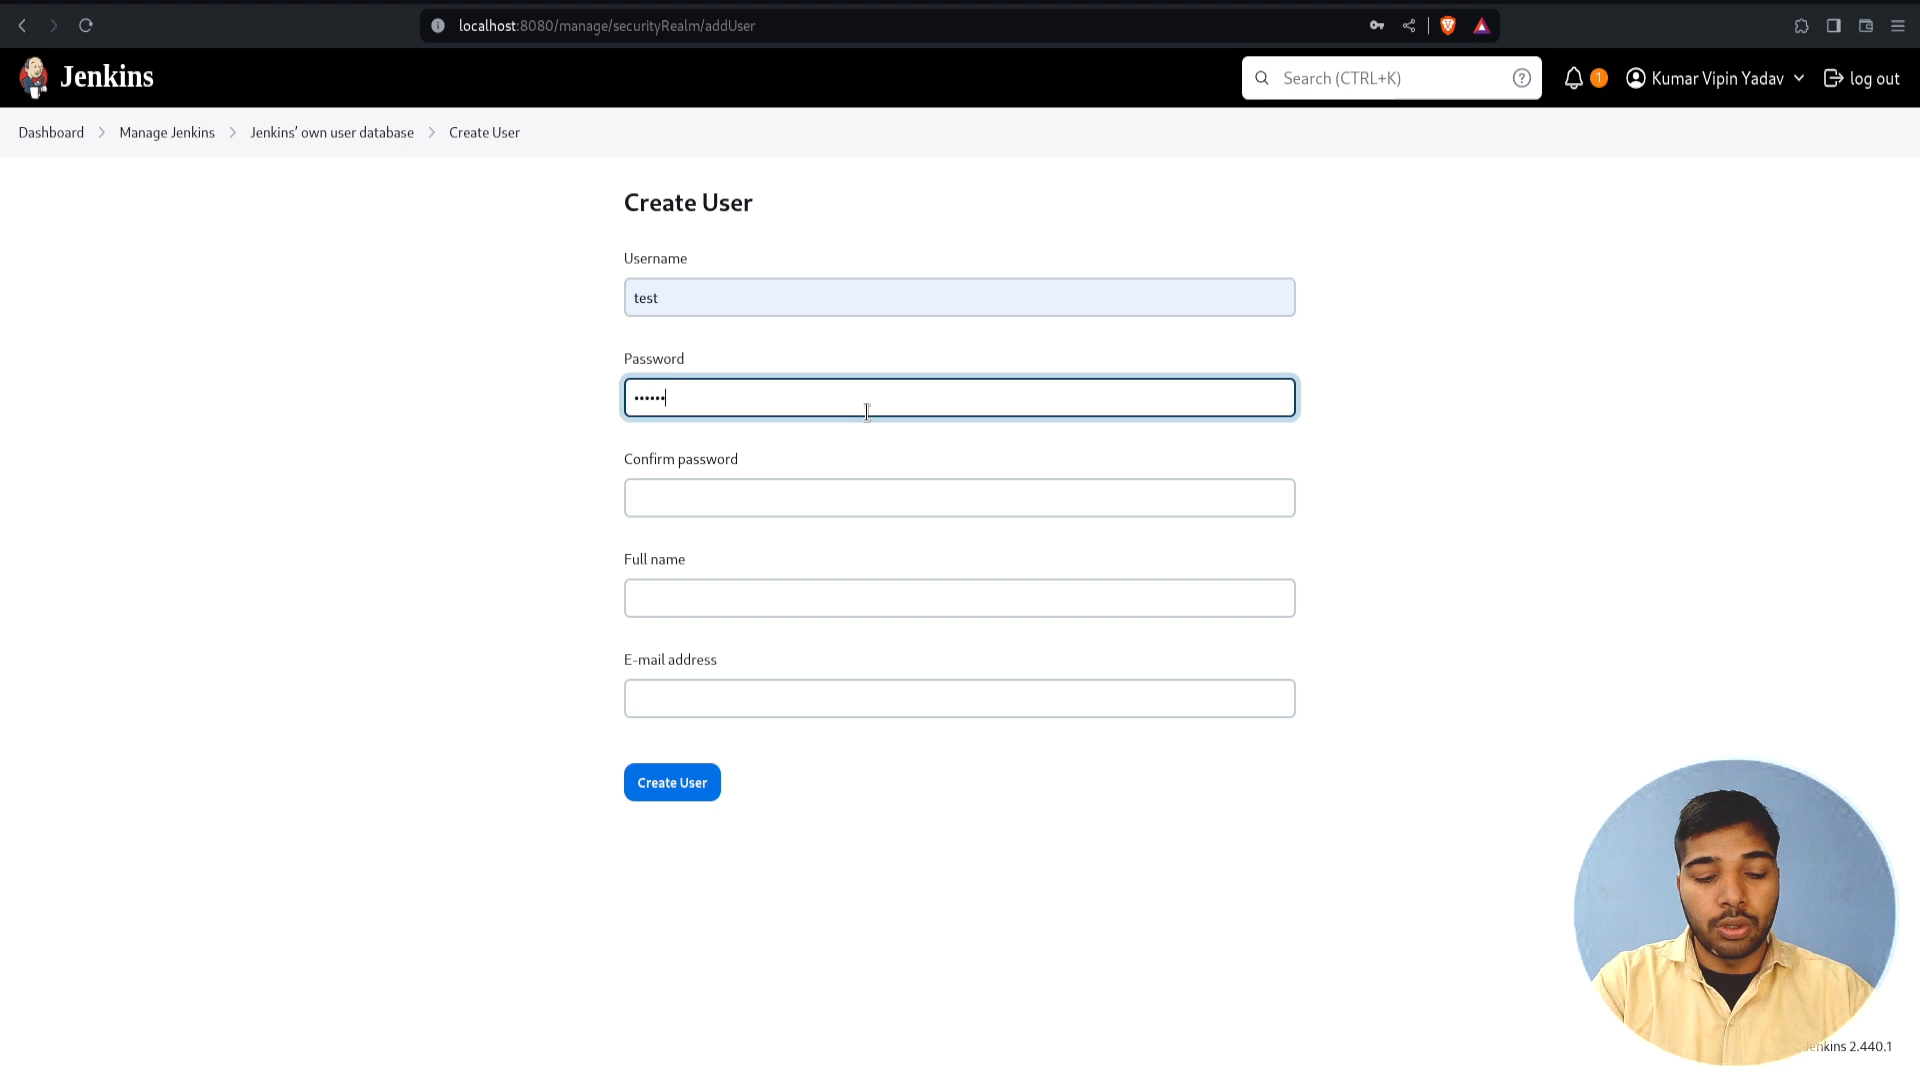 localhost:8080/manage/securityRealm/addUser
Jenkins
Search (CTRL+K)
1
Kumar Vipin Yadav
log out
Dashboard
Manage Jenkins
Jenkins' own user database
Create User
Create User
Username
test
Password
••••••
Confirm password
Full name
E-mail address
Create User
Jenkins 2.440.1